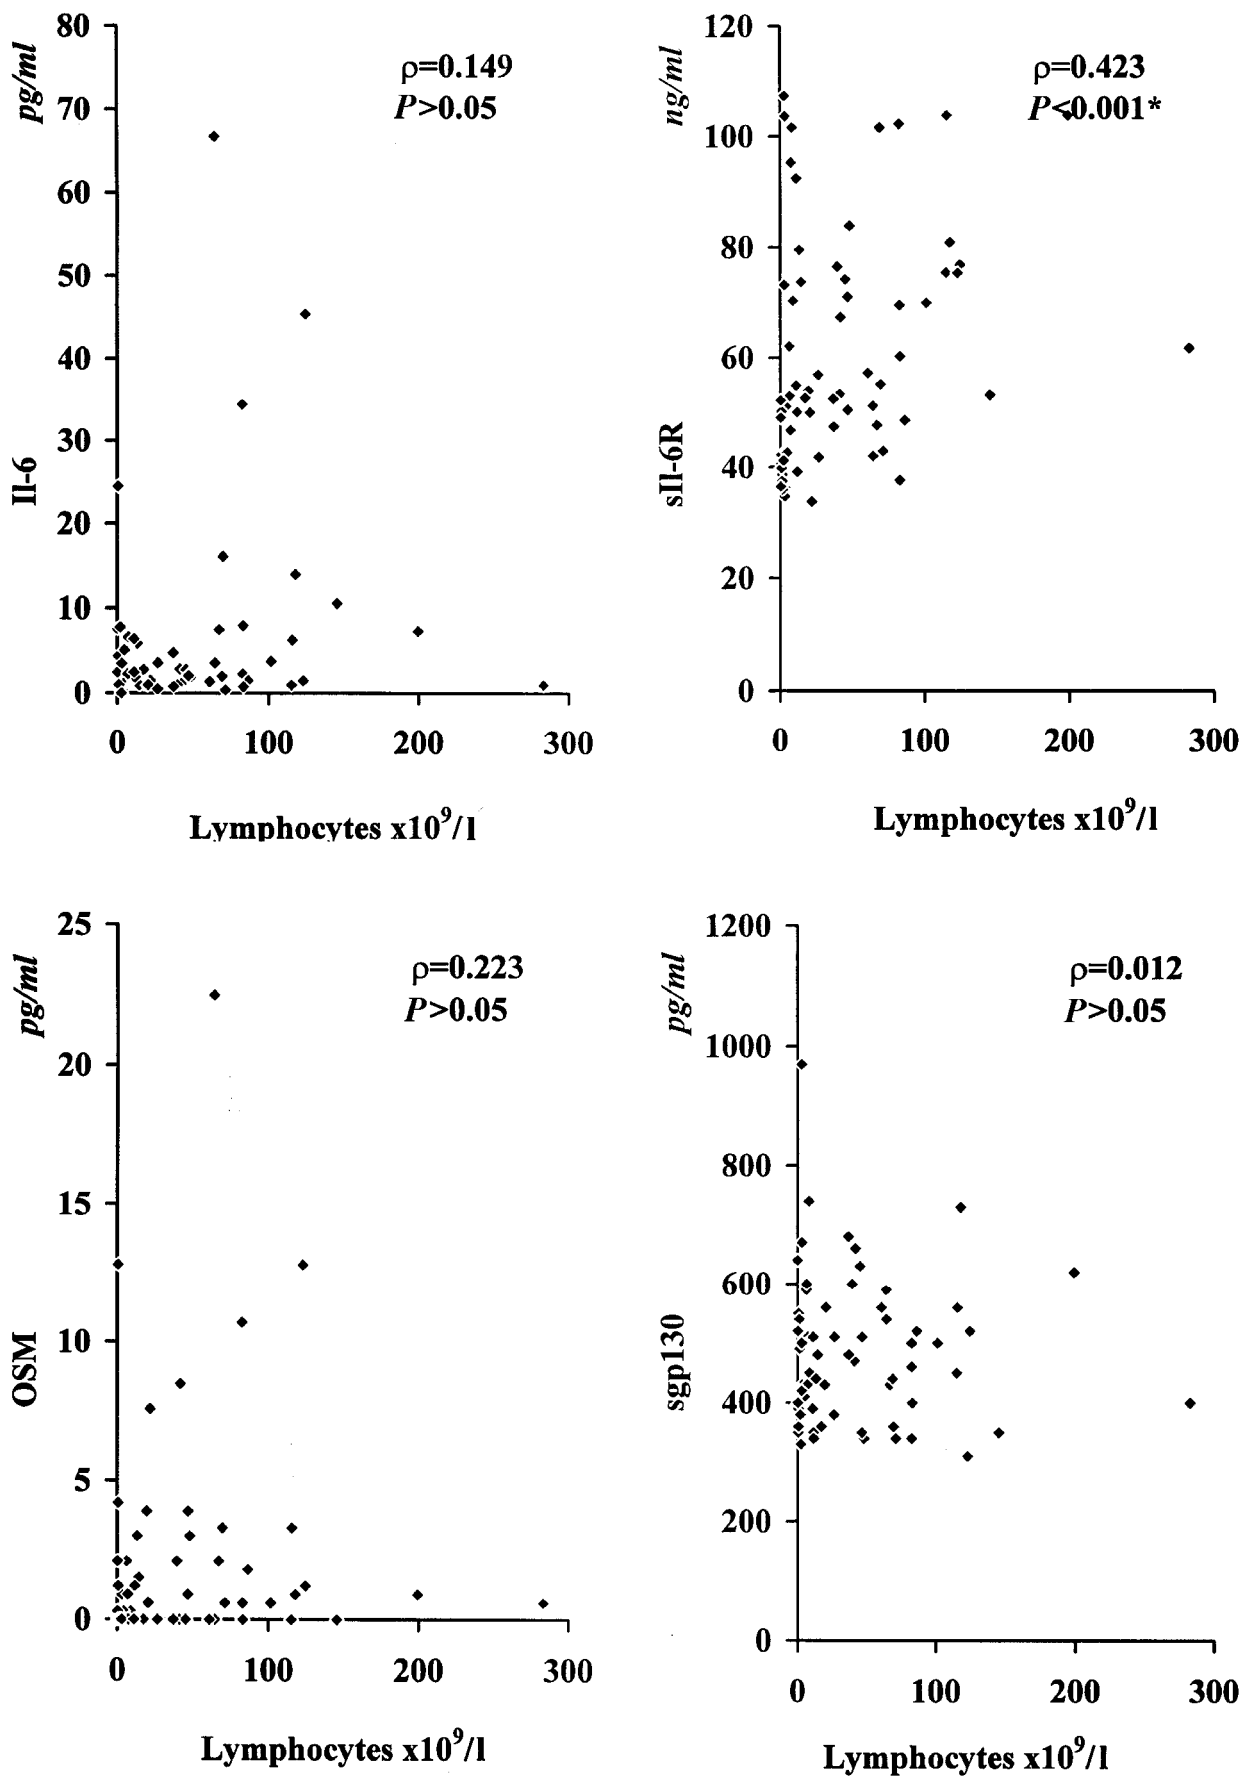 80
70
60
50
40
30
20
10
0
pg/ml
Il-6
ρ=0.149
P>0.05
0 100 200 300
Lymphocytes x10⁹/l
120
100
80
60
40
20
0
ng/ml
sIl-6R
ρ=0.423
P<0.001*
0 100 200 300
Lymphocytes x10⁹/l
25
20
15
10
5
0
pg/ml
OSM
ρ=0.223
P>0.05
0 100 200 300
Lymphocytes x10⁹/l
1200
1000
800
600
400
200
0
pg/ml
sgp130
ρ=0.012
P>0.05
0 100 200 300
Lymphocytes x10⁹/l